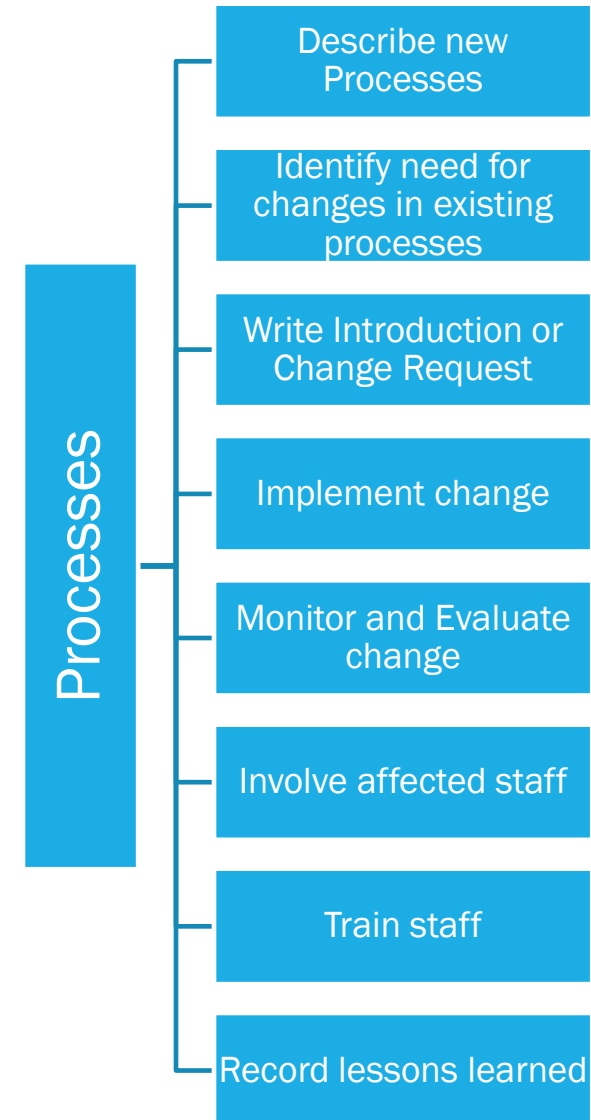 Processes
Describe new
Processes
Identify need for
changes in existing
processes
Write Introduction or
Change Request
Implement change
Monitor and Evaluate
change
Involve affected staff
Train staff
Record lessons learned